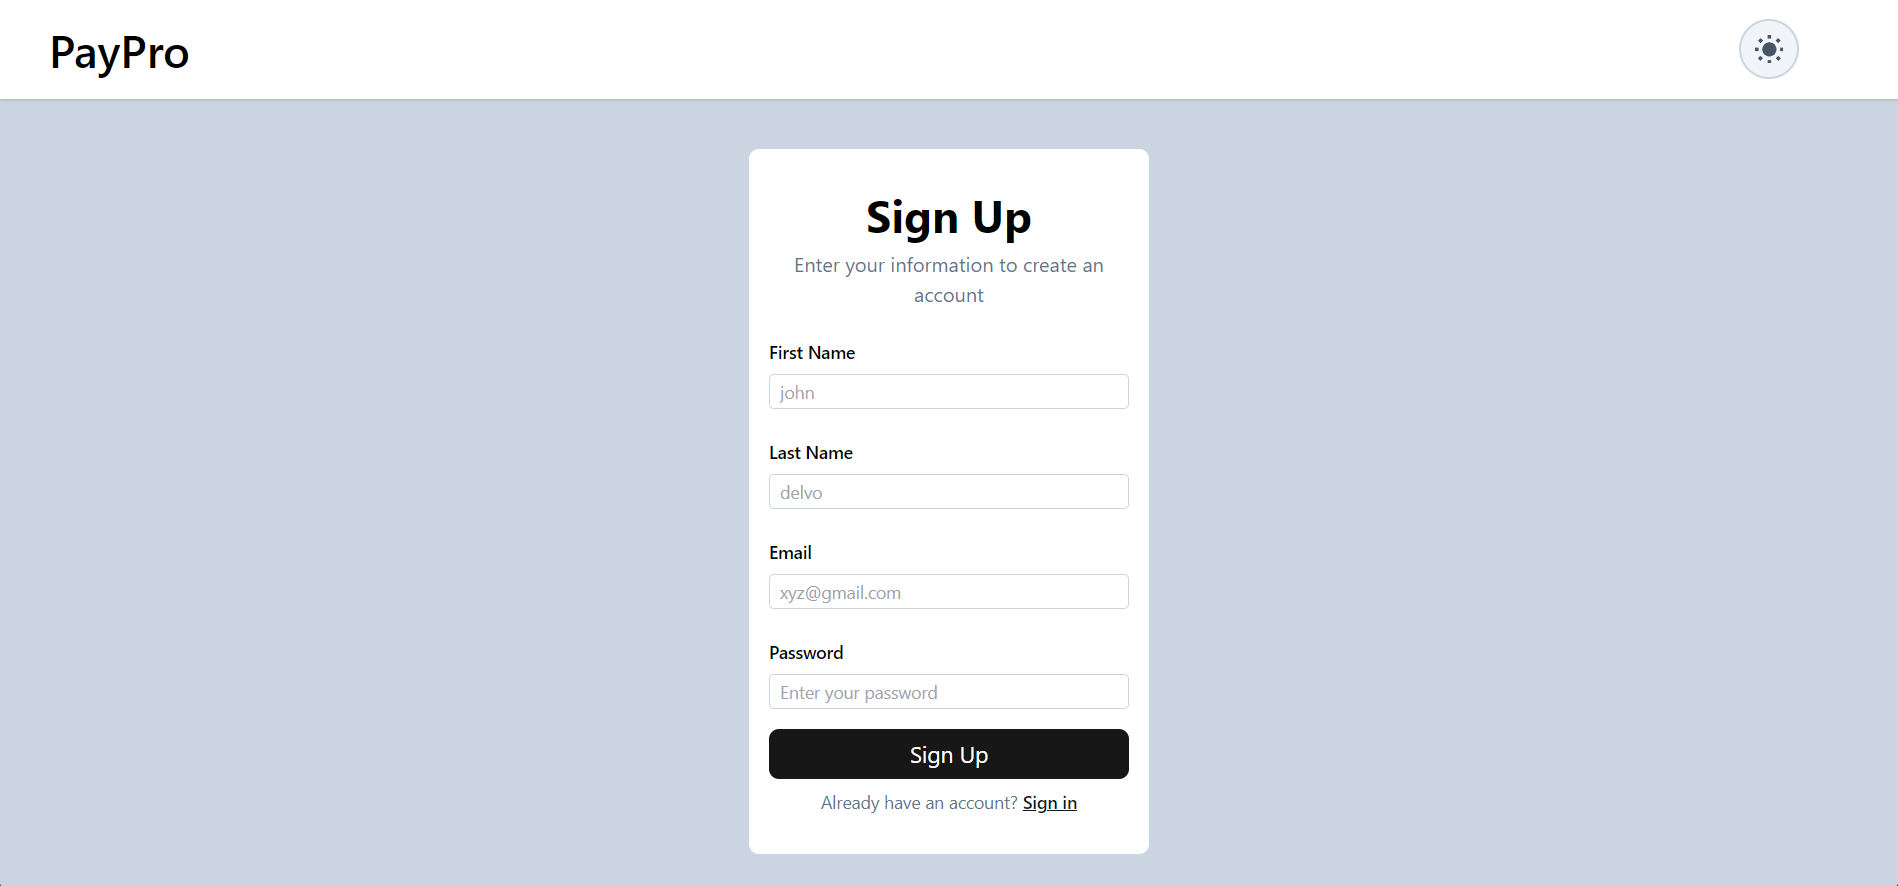 PayPro
Sign Up
Enter your information to create an
account
First Name
john
Last Name
delvo
Email
xyz@gmail.com
Password
Enter your password
Sign Up
Already have an account? Sign in